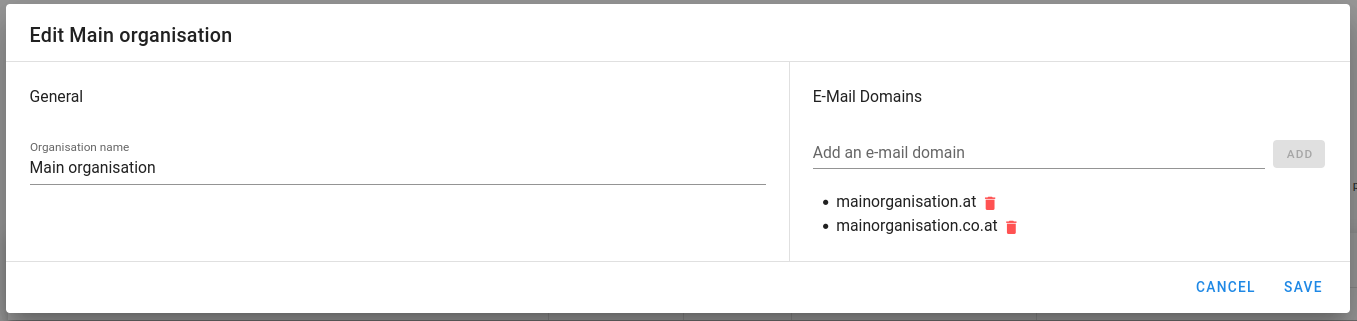 Edit Main organisation
General
Organisation name
Main organisation
E-Mail Domains
Add an e-mail domain
ADD
mainorganisation.at
mainorganisation.co.at
CANCEL
SAVE